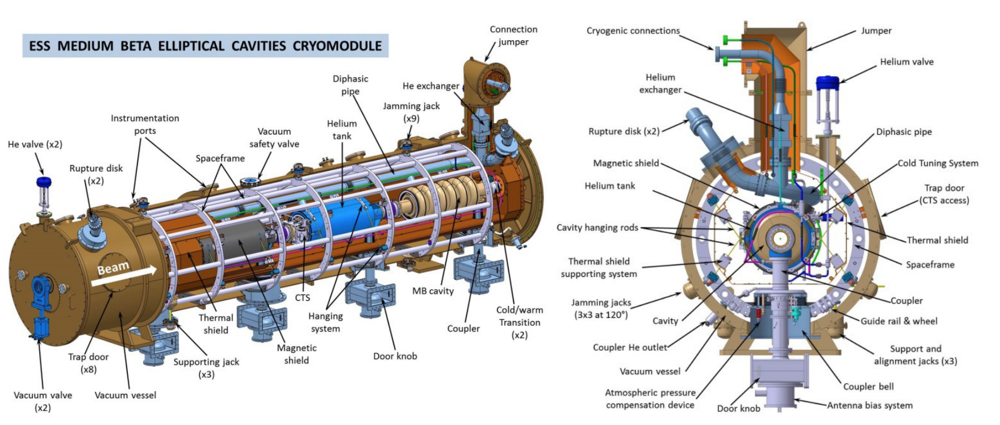 ESS MEDIUM BETA ELLIPTICAL CAVITIES CRYOMODULE
Connection
jumper
Diphasic
pipe
He exchanger
Jamming jack
(x9)
Instrumentation
ports
Helium
tank
Vacuum
safety valve
He valve (x2)
Spaceframe
Rupture disk
(x2)
Beam
CTS
MB cavity
Thermal
shield
Hanging
system
Coupler
Cold/warm
Transition
(x2)
Magnetic
shield
Door knob
Trap door
(x8)
Supporting jack
(x3)
Vacuum valve
(x2)
Vacuum vessel
Cryogenic connections
Jumper
Helium valve
Helium
exchanger
Rupture disk (x2)
Diphasic pipe
Magnetic shield
Cold Tuning System
Helium tank
Trap door
(CTS access)
Cavity hanging rods
Thermal shield
Thermal shield
supporting system
Spaceframe
Jamming jacks
(3x3 at 120°)
Coupler
Cavity
Guide rail & wheel
Coupler He outlet
Support and
alignment jacks (x3)
Vacuum vessel
Coupler bell
Atmospheric pressure
compensation device
Door knob
Antenna bias system